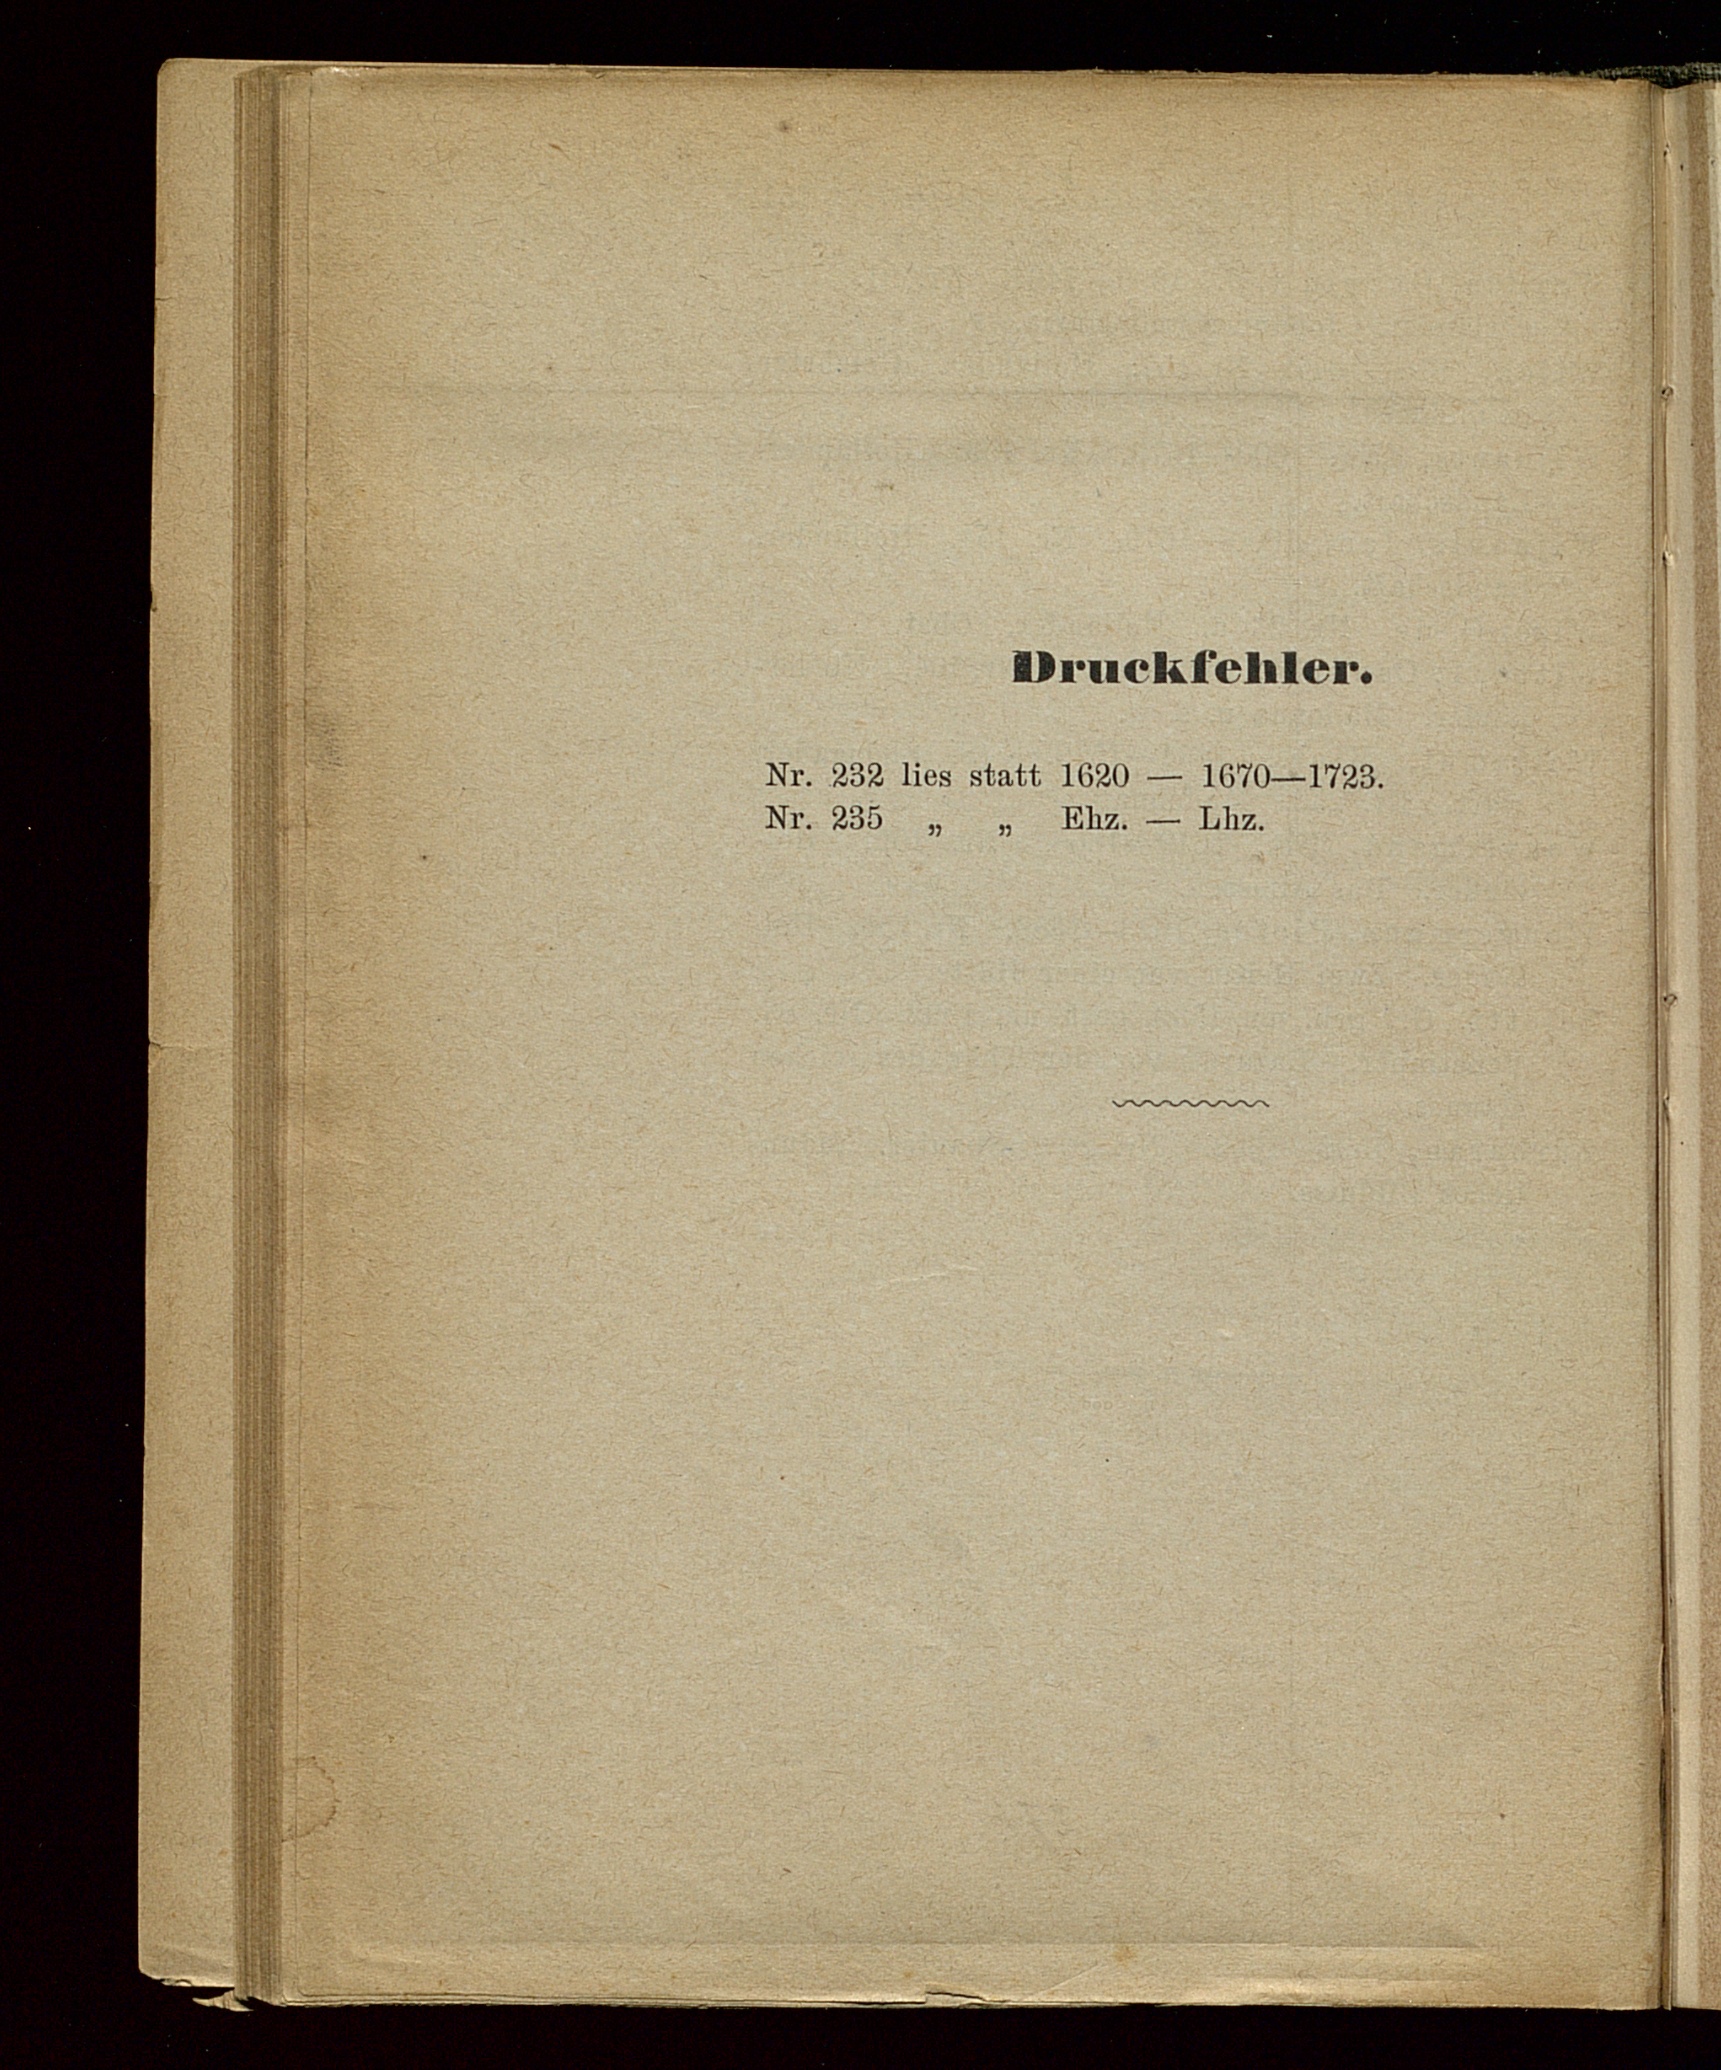 Druckfehler.
Nr. 232 lies statt 1620 — 1670—1723.
Nr. 235 „ „ Ehz. — Lhz.